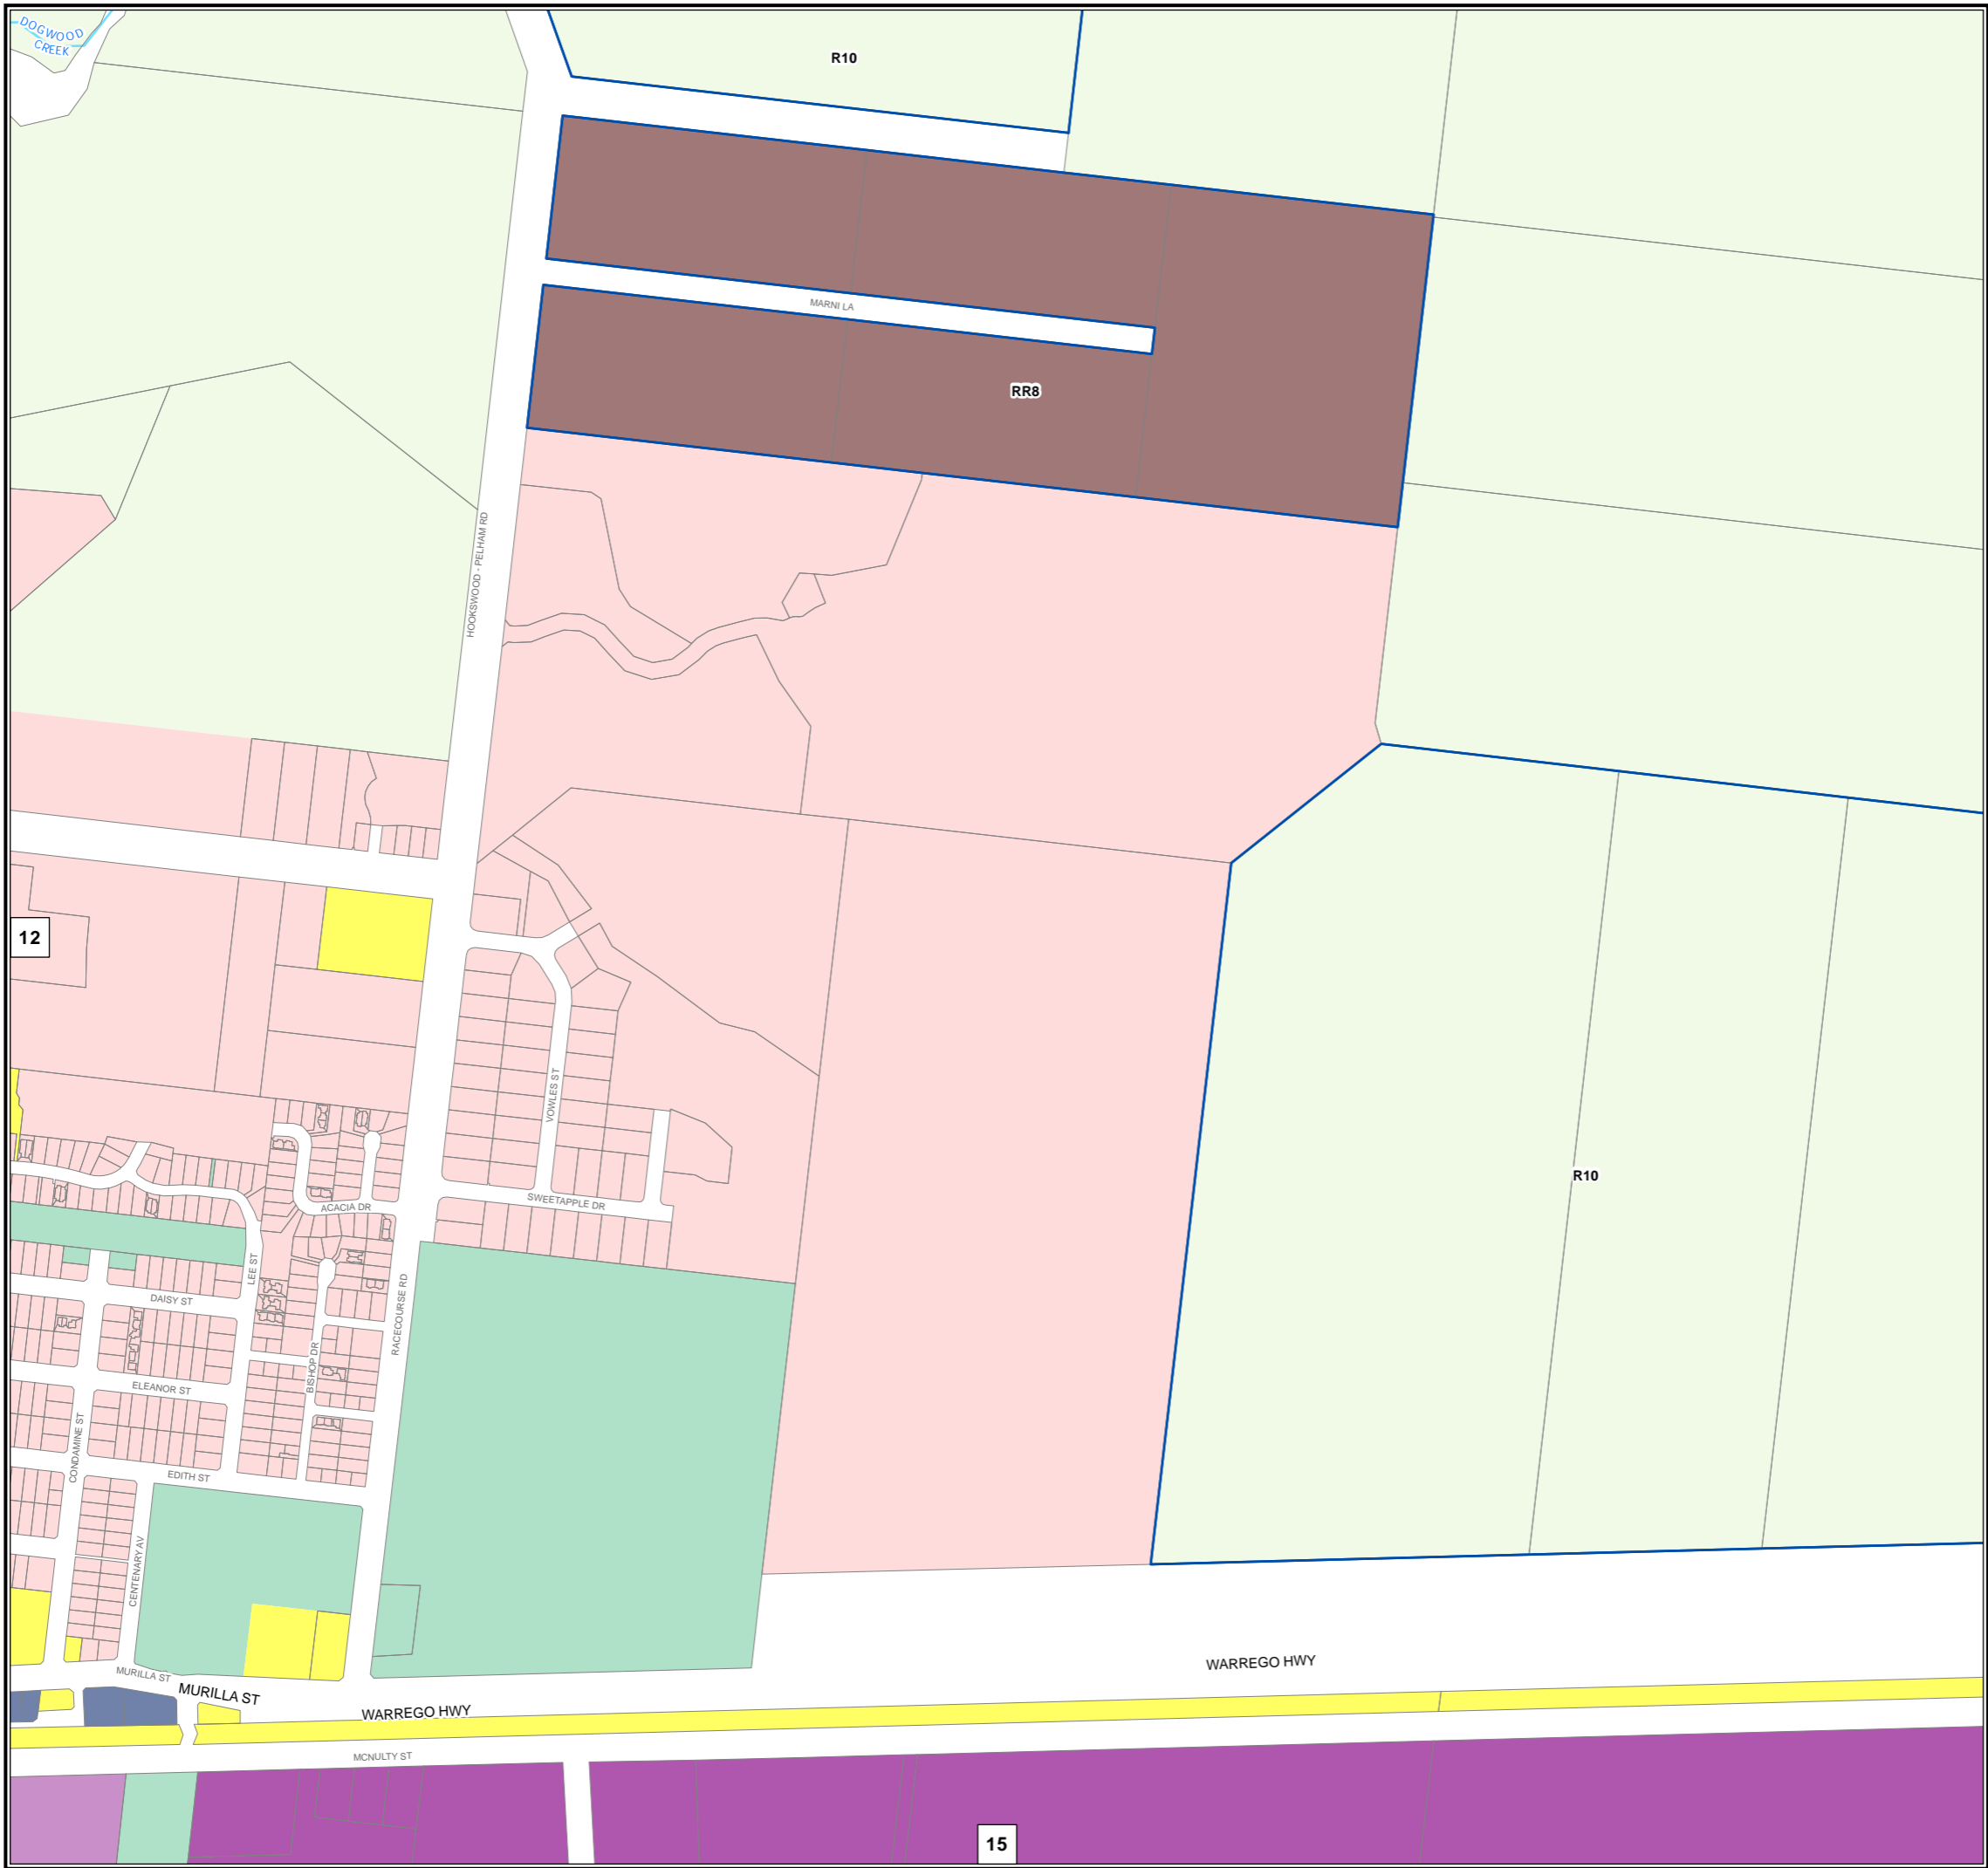 DOGWOOD
CREEK
R10
MARNI LA
RR8
HOOKSWOOD - PELHAM RD
12
VOWLES ST
R10
SWEETAPPLE DR
ACACIA DR
LEE ST
DAISY ST
RACECOURSE RD
BISHOP DR
ELEANOR ST
CONDAMINE ST
EDITH ST
CENTENARY AV
WARREGO HWY
MURILLA ST
MURILLA ST
WARREGO HWY
MCNULTY ST
15